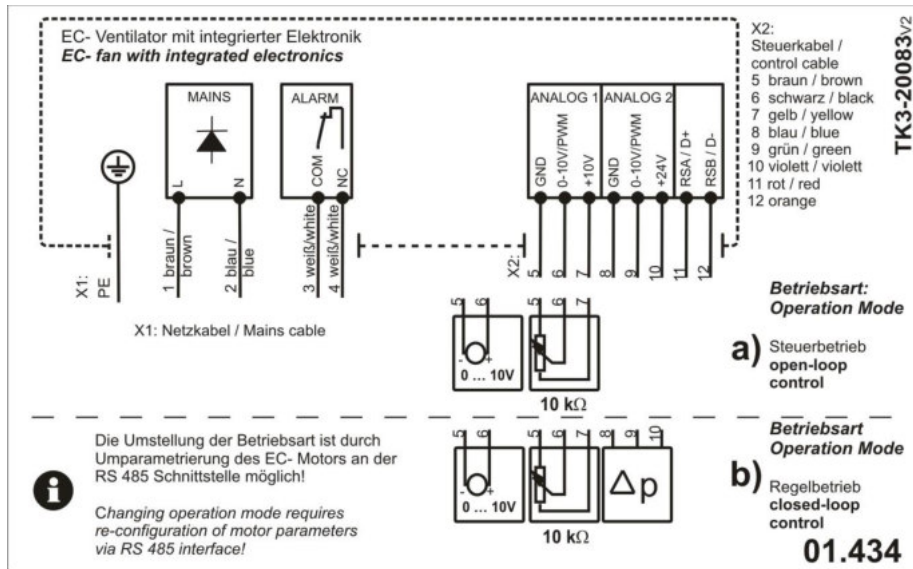 EC- Ventilator mit integrierter Elektronik
EC- fan with integrated electronics
MAINS
L
N
ALARM
COM
NC
ANALOG 1
ANALOG 2
GND
0-10V/PWM
+10V
GND
0-10V/PWM
+24V
RSA / D+
RSB / D-
X2:
Steuerkabel /
control cable
5 braun / brown
6 schwarz / black
7 gelb / yellow
8 blau / blue
9 grün / green
10 violett / violett
11 rot / red
12 orange
TK3-20083V2
X1:
PE
1 braun /
brown
2 blau /
blue
3 weiß/white
4 weiß/white
X2:
5
6
7
8
9
10
11
12
X1: Netzkabel / Mains cable
5
6
- +
0 ... 10V
5
6
7
10 kΩ
Betriebsart:
Operation Mode
a) Steuerbetrieb
open-loop
control
i
Die Umstellung der Betriebsart ist durch
Umparametrierung des EC- Motors an der
RS 485 Schnittstelle möglich!
Changing operation mode requires
re-configuration of motor parameters
via RS 485 interface!
5
6
- +
0 ... 10V
5
6
7
10 kΩ
8
9
10
Δp
Betriebsart
Operation Mode
b) Regelbetrieb
closed-loop
control
01.434